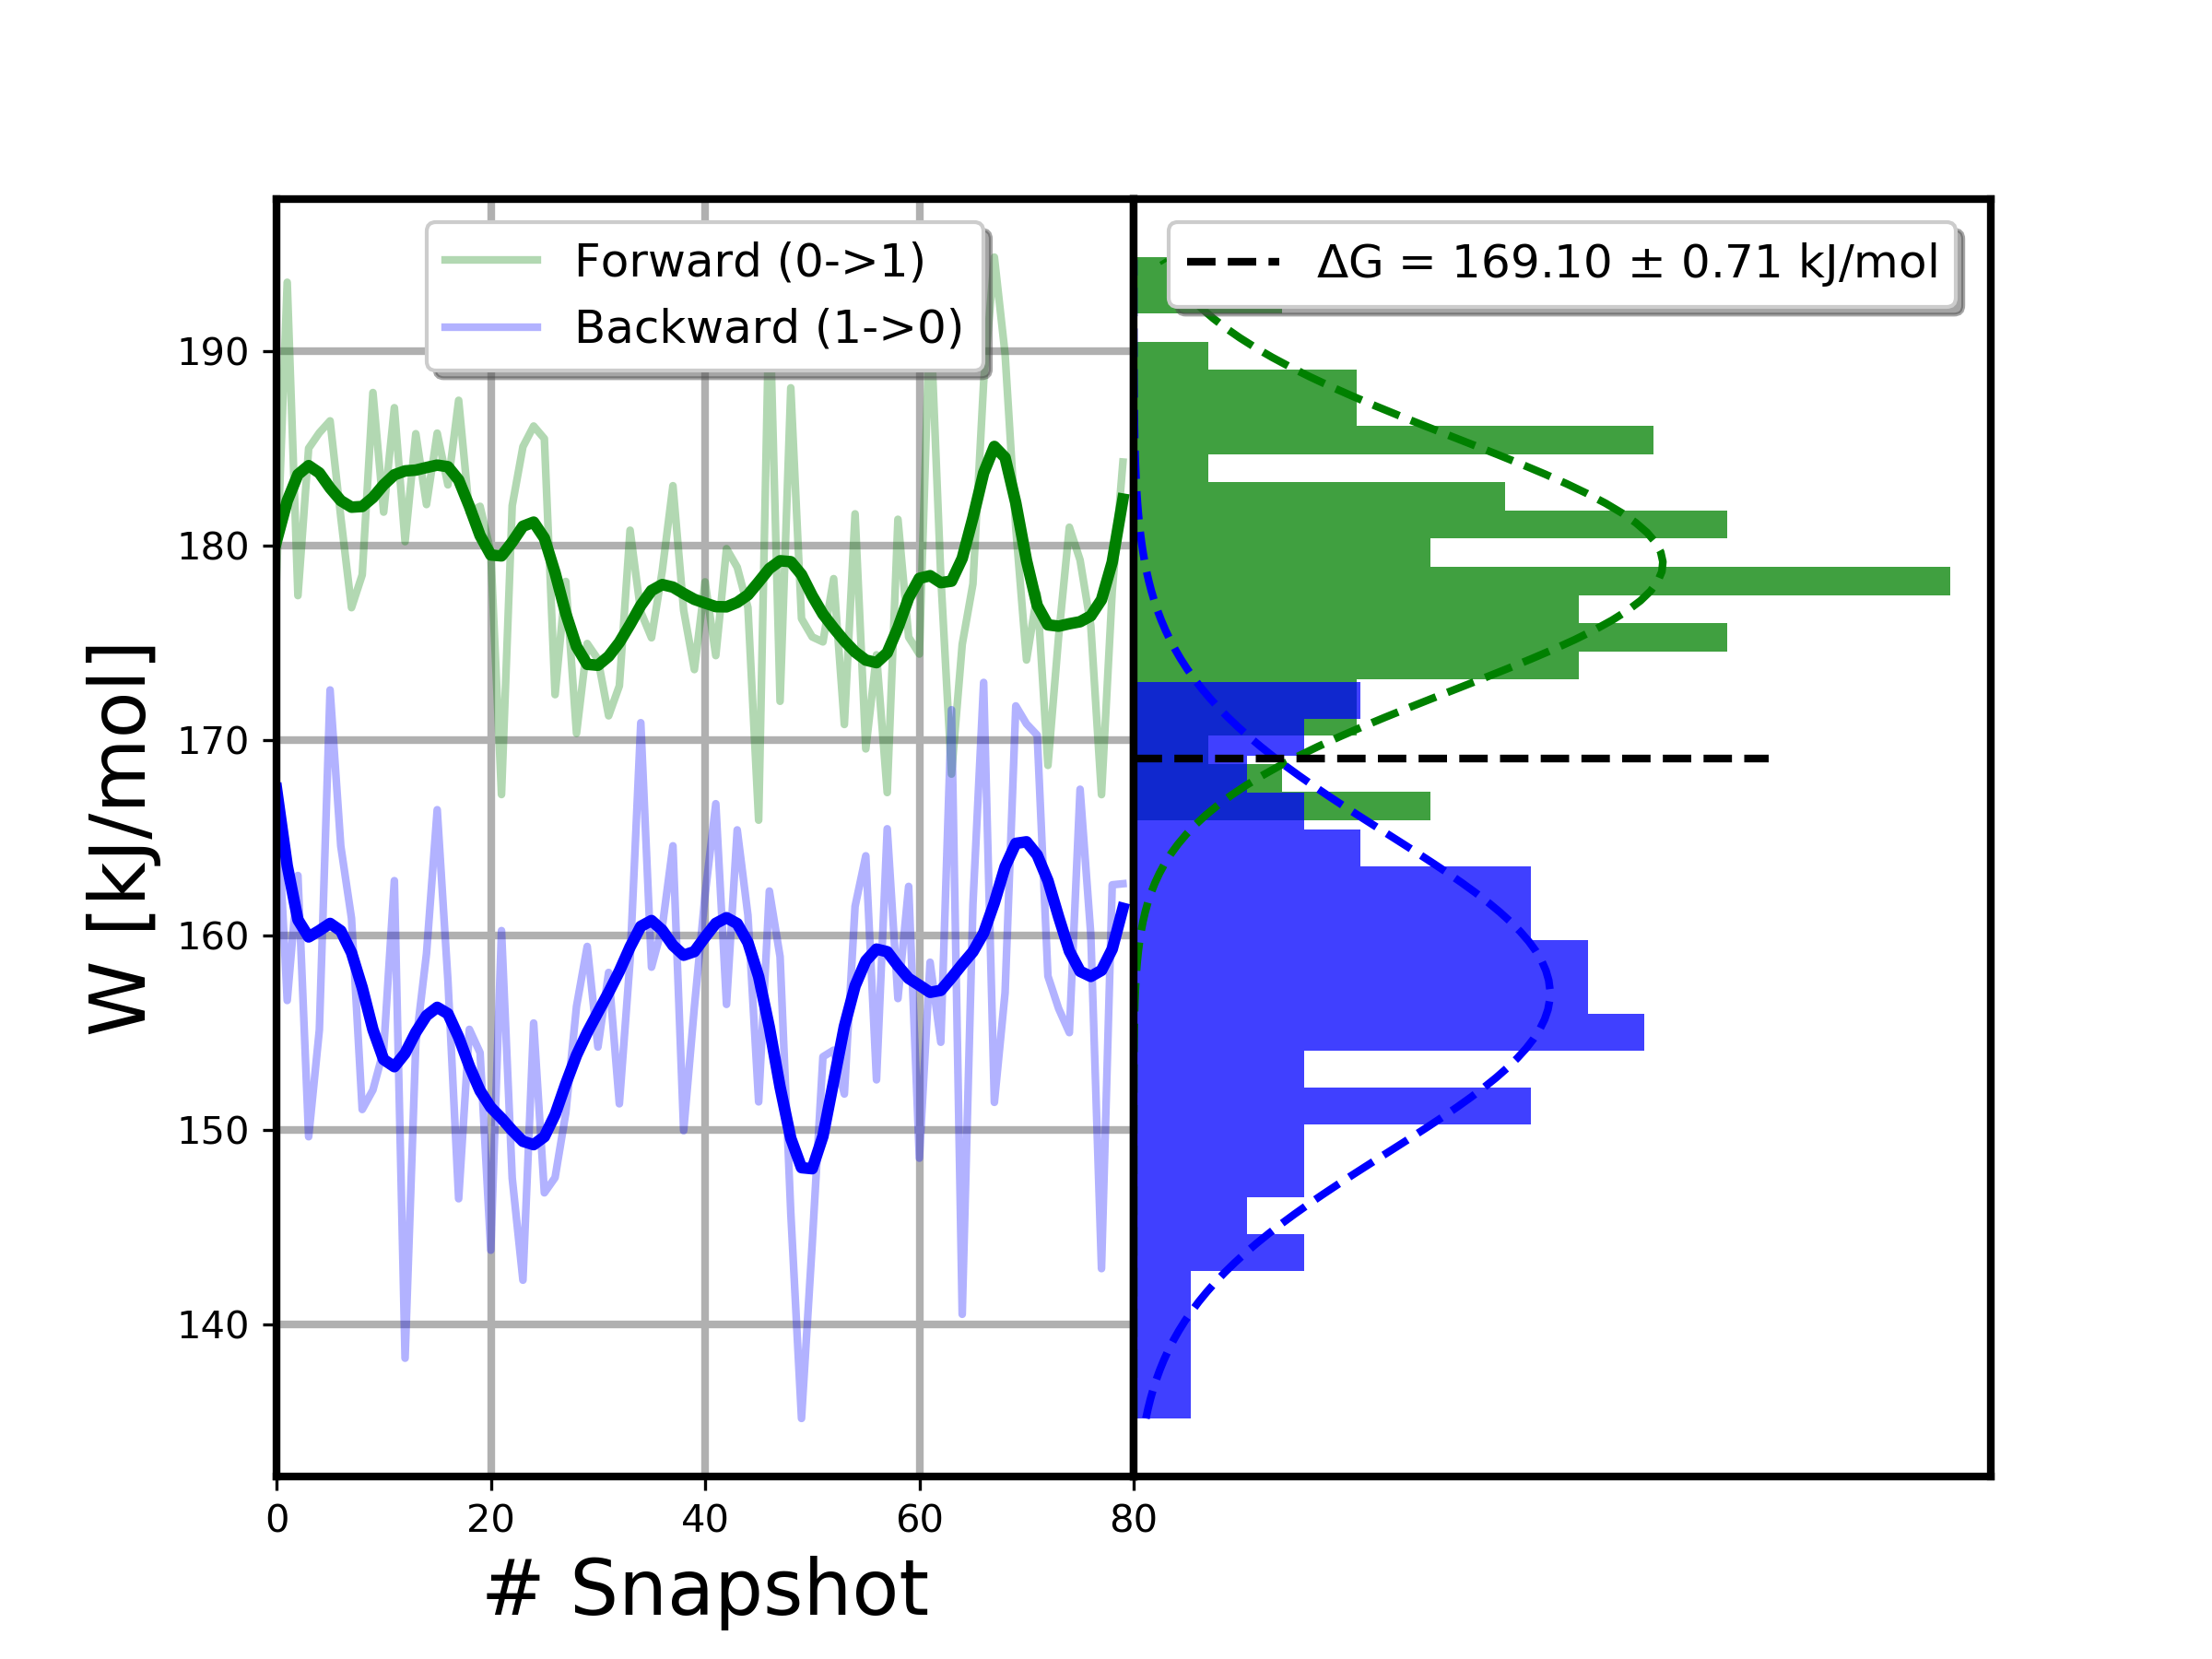 Forward (0->1)
Backward (1->0)
ΔG = 169.10 ± 0.71 kJ/mol
190
180
170
160
150
140
W [kJ/mol]
0 20 40 60 80
# Snapshot